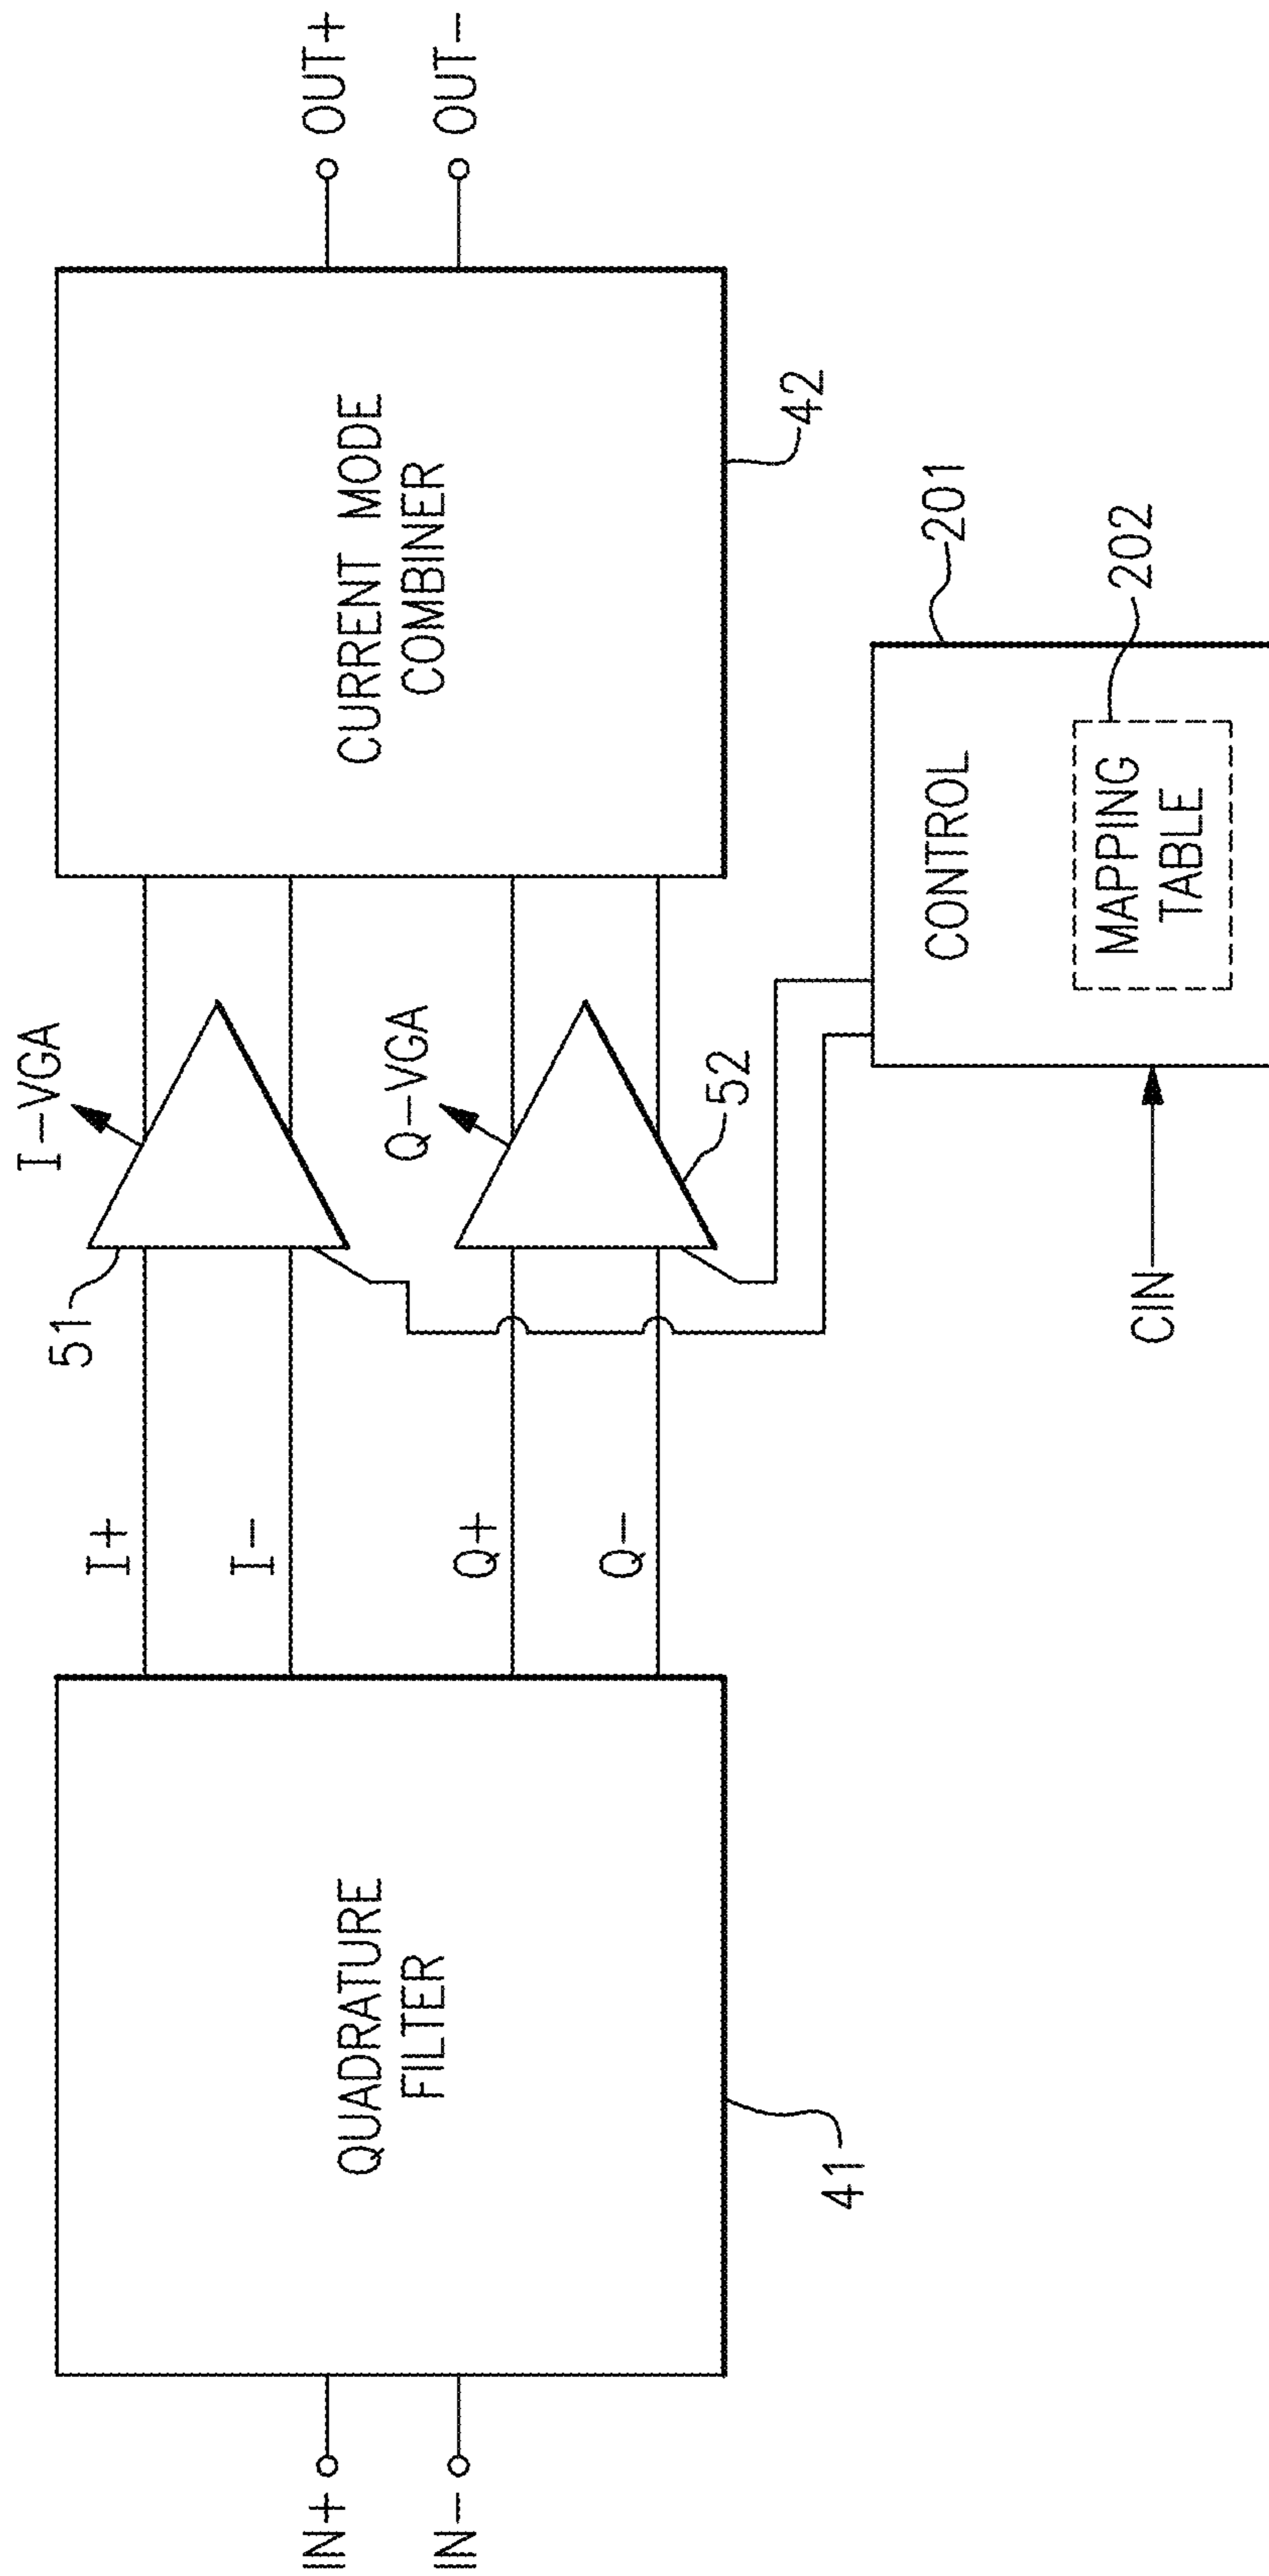 IN+
IN-
QUADRATURE
FILTER
41
I+
I-
Q+
Q-
51
I-VGA
Q-VGA
52
CURRENT MODE
COMBINER
42
OUT+
OUT-
CIN
CONTROL
MAPPING
TABLE
201
202